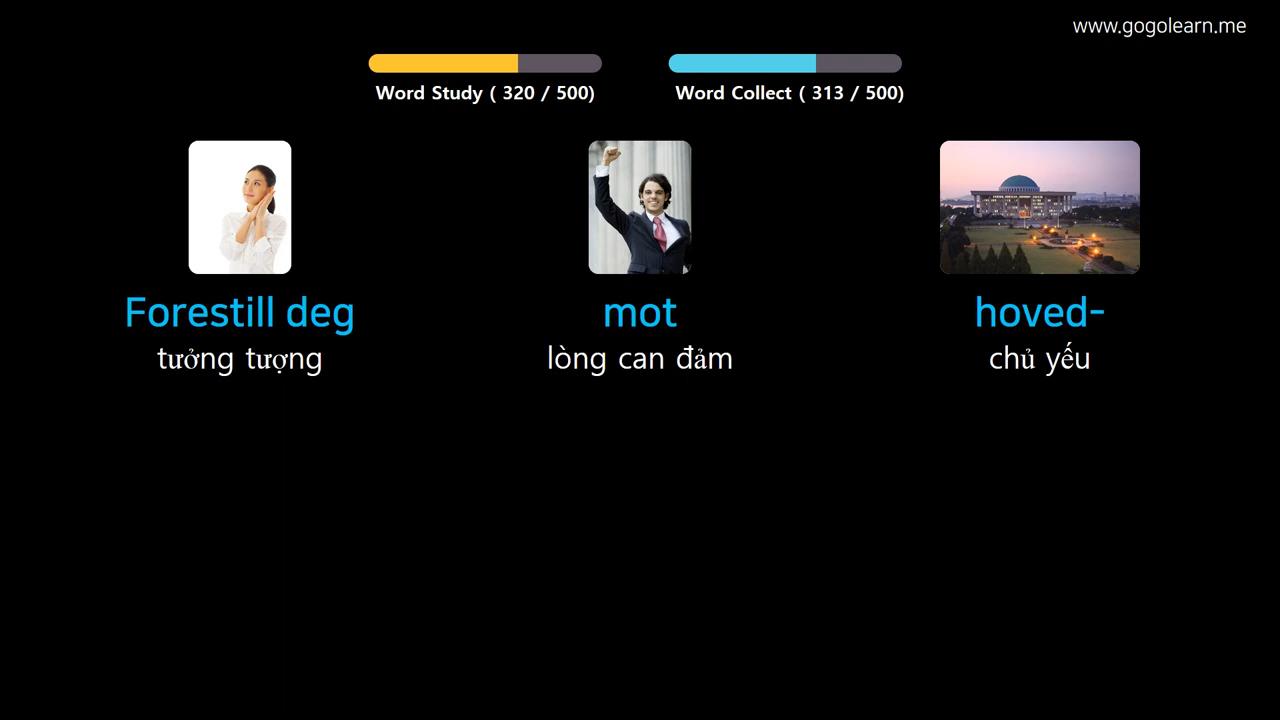 www.gogolearn.me
Word Study ( 320 / 500)
Word Collect ( 313 / 500)
Forestill deg
mot
hoved-
tưởng tượng
lòng can đảm
chủ yếu